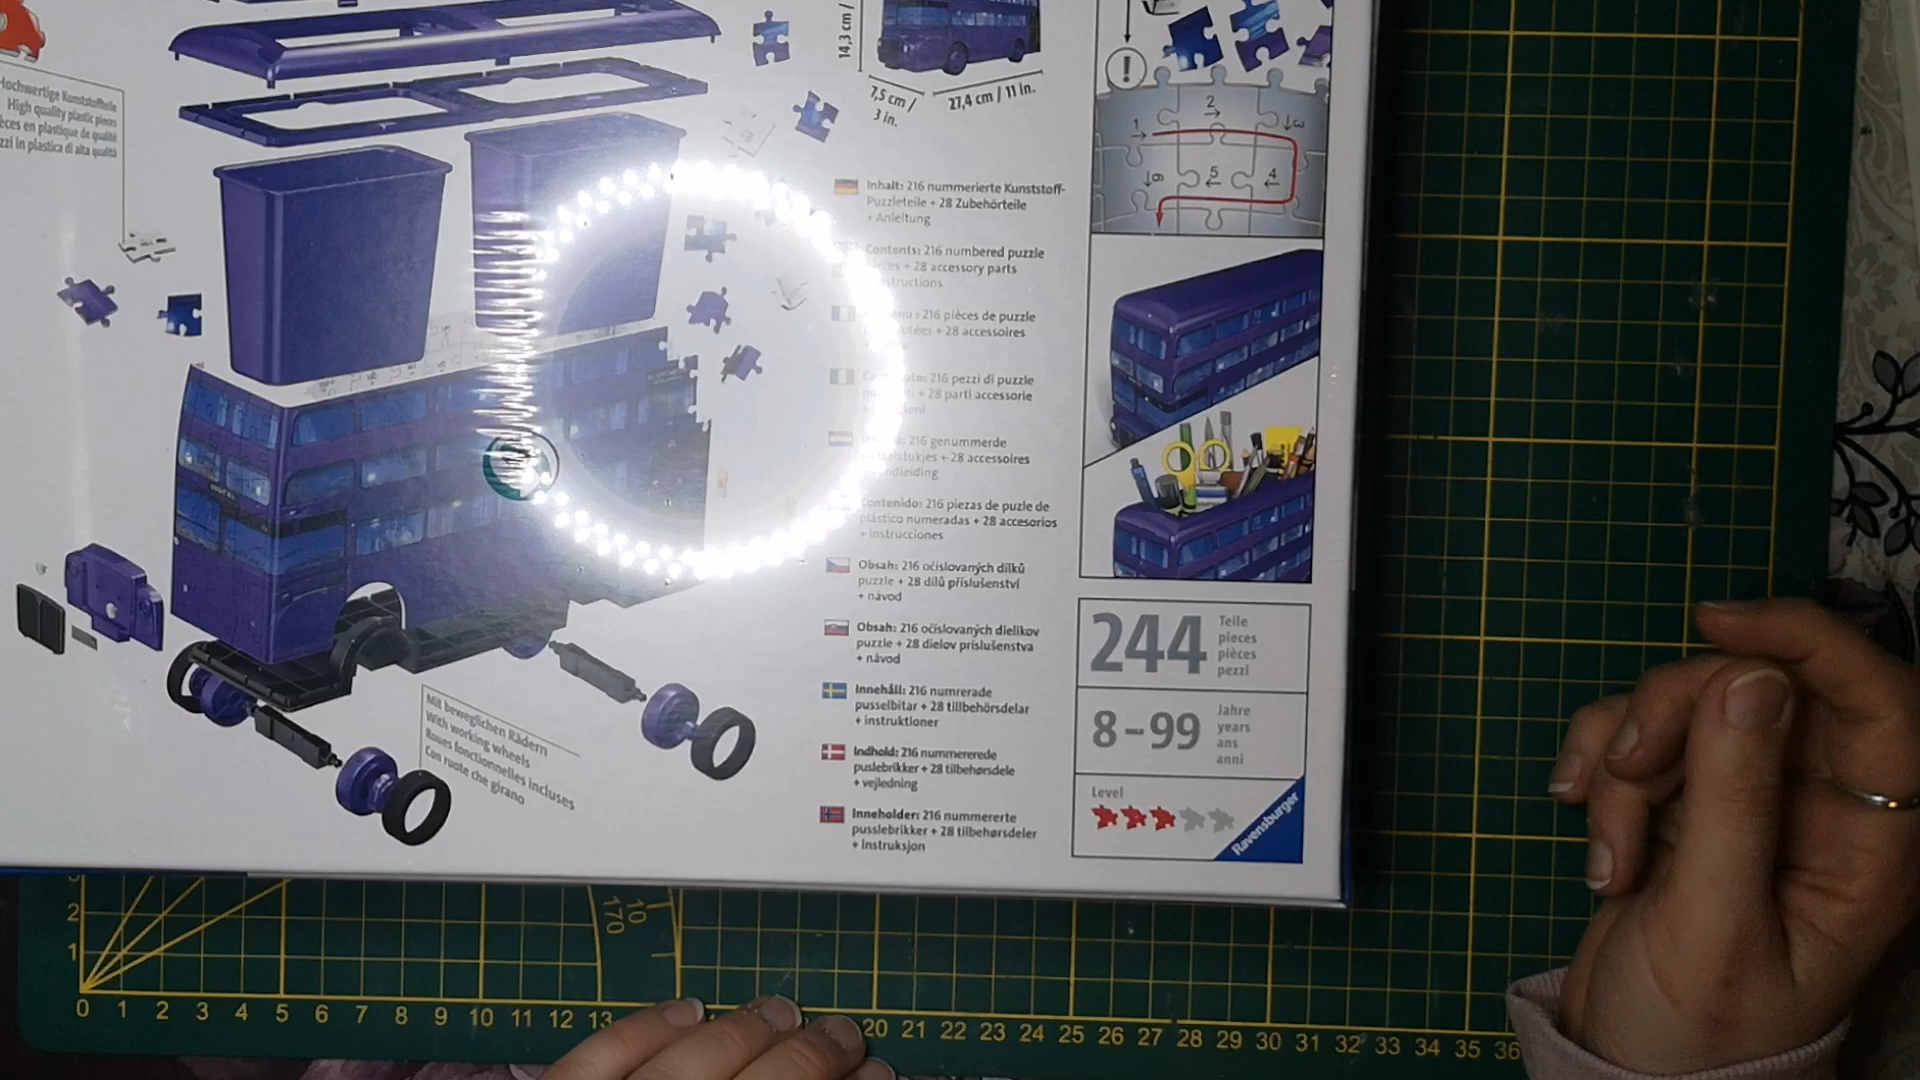 Hochwertige Kunststoffteile
High quality plastic pieces
èces en plastique de qualité
zzi in plastica di alta qualità
14,3 cm /
7,5 cm /
3 in.
27,4 cm / 11 in.
!
1
2
3
4
5
6
Inhalt: 216 nummerierte Kunststoff-
Puzzleteile + 28 Zubehörteile
+ Anleitung
Contents: 216 numbered puzzle
+ 28 accessory parts
216 pièces de puzzle
+ 28 accessoires
216 pezzi di puzzle
+ 28 parti accessorie
216 genummerde
+ 28 accessoires
Contenido: 216 piezas de puzle de
plástico numeradas + 28 accesorios
+ Instrucciones
Obsah: 216 očíslovaných dílků
puzzle + 28 dílů příslušenství
+ návod
Obsah: 216 očíslovaných dielikov
puzzle + 28 dielov príslušenstva
+ návod
Innehåll: 216 numrerade
pusselbitar + 28 tillbehörsdelar
+ instruktioner
Indhold: 216 nummererede
puslebrikker + 28 tilbehørsdele
+ vejledning
Inneholder: 216 nummererte
pusslebrikker + 28 tilbehørsdeler
+ Instruksjon
Mit beweglichen Rädern
With working wheels
Roues fonctionnelles incluses
Con ruote che girano
244
Teile
pieces
pièces
pezzi
8-99
Jahre
years
ans
anni
Level
Ravensburger
2
1
10
170
0 1 2 3 4 5 6 7 8 9 10 11 12 13 20 21 22 23 24 25 26 27 28 29 30 31 32 33 34 35 36